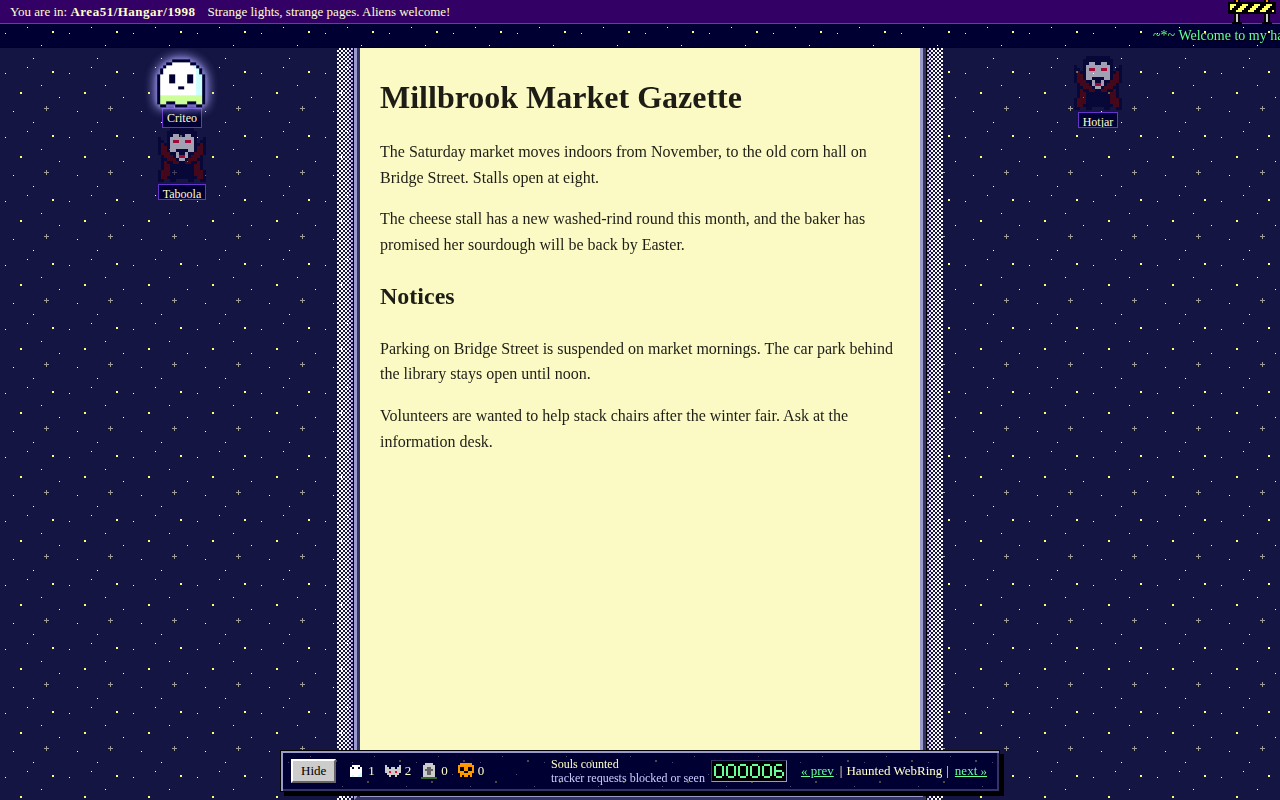 You are in: Area51/Hangar/1998 Strange lights, strange pages. Aliens welcome!
~*~ Welcome to my
Criteo
Taboola
Hotjar
Millbrook Market Gazette
The Saturday market moves indoors from November, to the old corn hall on
Bridge Street. Stalls open at eight.
The cheese stall has a new washed-rind round this month, and the baker has
promised her sourdough will be back by Easter.
Notices
Parking on Bridge Street is suspended on market mornings. The car park behind
the library stays open until noon.
Volunteers are wanted to help stack chairs after the winter fair. Ask at the
information desk.
Hide 1 2 0 0
Souls counted
tracker requests blocked or seen
000006
« prev | Haunted WebRing | next »